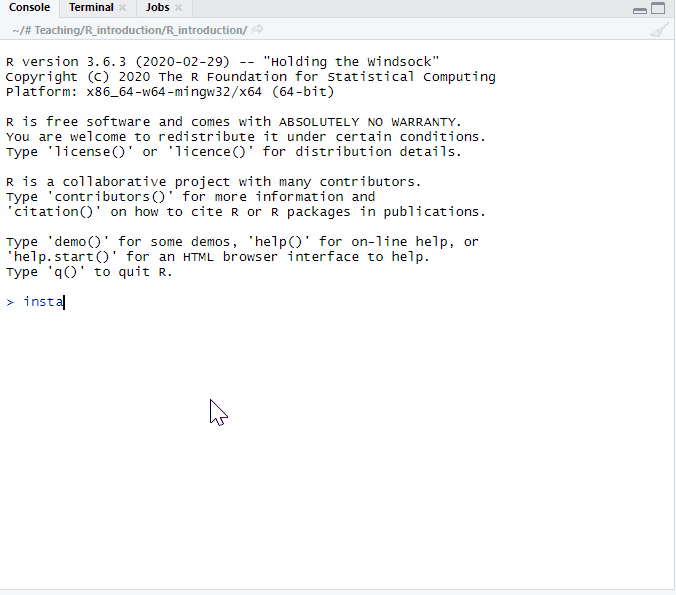 Console Terminal Jobs
~/# Teaching/R_introduction/R_introduction/
R version 3.6.3 (2020-02-29) -- "Holding the Windsock"
Copyright (C) 2020 The R Foundation for Statistical Computing
Platform: x86_64-w64-mingw32/x64 (64-bit)
R is free software and comes with ABSOLUTELY NO WARRANTY.
You are welcome to redistribute it under certain conditions.
Type 'license()' or 'licence()' for distribution details.
R is a collaborative project with many contributors.
Type 'contributors()' for more information and
'citation()' on how to cite R or R packages in publications.
Type 'demo()' for some demos, 'help()' for on-line help, or
'help.start()' for an HTML browser interface to help.
Type 'q()' to quit R.
> insta